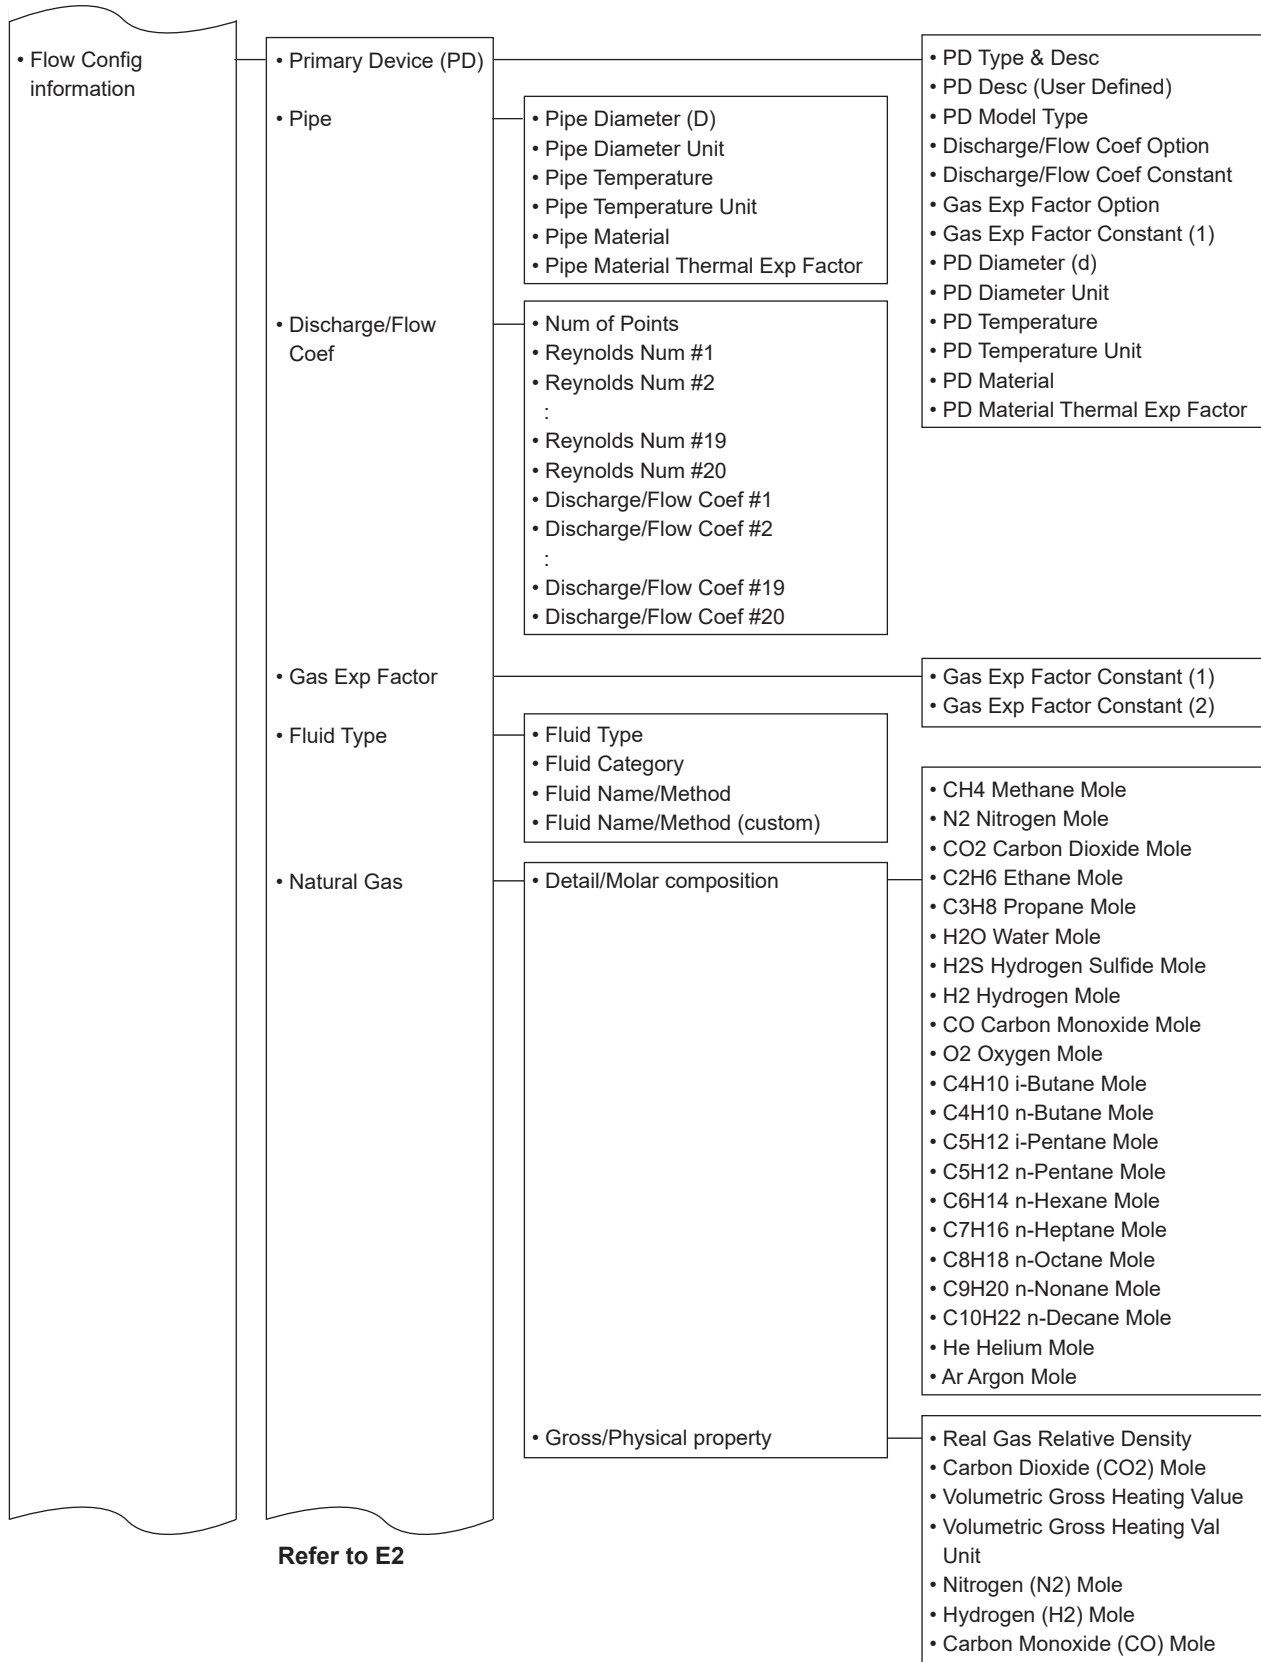 • Flow Config
information
• Primary Device (PD)
• PD Type & Desc
• PD Desc (User Defined)
• PD Model Type
• Discharge/Flow Coef Option
• Discharge/Flow Coef Constant
• Gas Exp Factor Option
• Gas Exp Factor Constant (1)
• PD Diameter (d)
• PD Diameter Unit
• PD Temperature
• PD Temperature Unit
• PD Material
• PD Material Thermal Exp Factor
• Pipe
• Pipe Diameter (D)
• Pipe Diameter Unit
• Pipe Temperature
• Pipe Temperature Unit
• Pipe Material
• Pipe Material Thermal Exp Factor
• Discharge/Flow
Coef
• Num of Points
• Reynolds Num #1
• Reynolds Num #2
:
• Reynolds Num #19
• Reynolds Num #20
• Discharge/Flow Coef #1
• Discharge/Flow Coef #2
:
• Discharge/Flow Coef #19
• Discharge/Flow Coef #20
• Gas Exp Factor
• Gas Exp Factor Constant (1)
• Gas Exp Factor Constant (2)
• Fluid Type
• Fluid Type
• Fluid Category
• Fluid Name/Method
• Fluid Name/Method (custom)
• Natural Gas
• Detail/Molar composition
• CH4 Methane Mole
• N2 Nitrogen Mole
• CO2 Carbon Dioxide Mole
• C2H6 Ethane Mole
• C3H8 Propane Mole
• H2O Water Mole
• H2S Hydrogen Sulfide Mole
• H2 Hydrogen Mole
• CO Carbon Monoxide Mole
• O2 Oxygen Mole
• C4H10 i-Butane Mole
• C4H10 n-Butane Mole
• C5H12 i-Pentane Mole
• C5H12 n-Pentane Mole
• C6H14 n-Hexane Mole
• C7H16 n-Heptane Mole
• C8H18 n-Octane Mole
• C9H20 n-Nonane Mole
• C10H22 n-Decane Mole
• He Helium Mole
• Ar Argon Mole
• Gross/Physical property
• Real Gas Relative Density
• Carbon Dioxide (CO2) Mole
• Volumetric Gross Heating Value
• Volumetric Gross Heating Val
Unit
• Nitrogen (N2) Mole
• Hydrogen (H2) Mole
• Carbon Monoxide (CO) Mole
Refer to E2